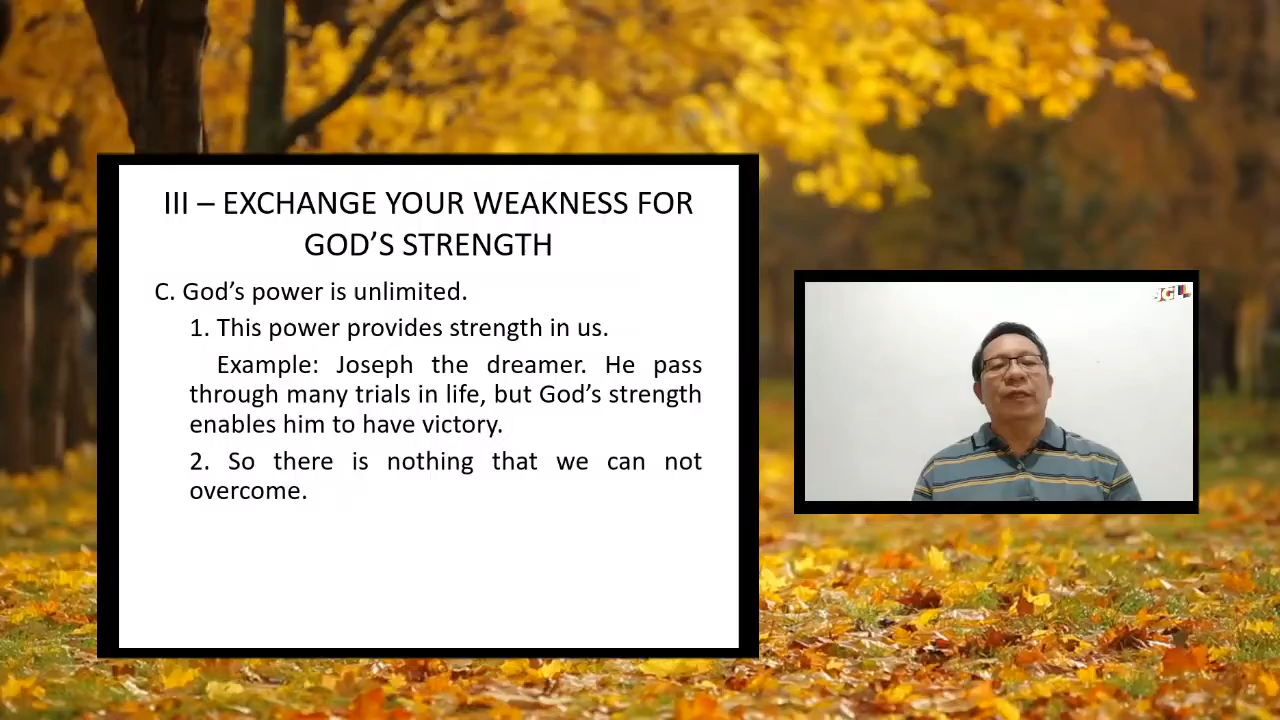 III – EXCHANGE YOUR WEAKNESS FOR
GOD’S STRENGTH
C. God’s power is unlimited.
1. This power provides strength in us.
Example: Joseph the dreamer. He pass
through many trials in life, but God’s strength
enables him to have victory.
2. So there is nothing that we can not
overcome.